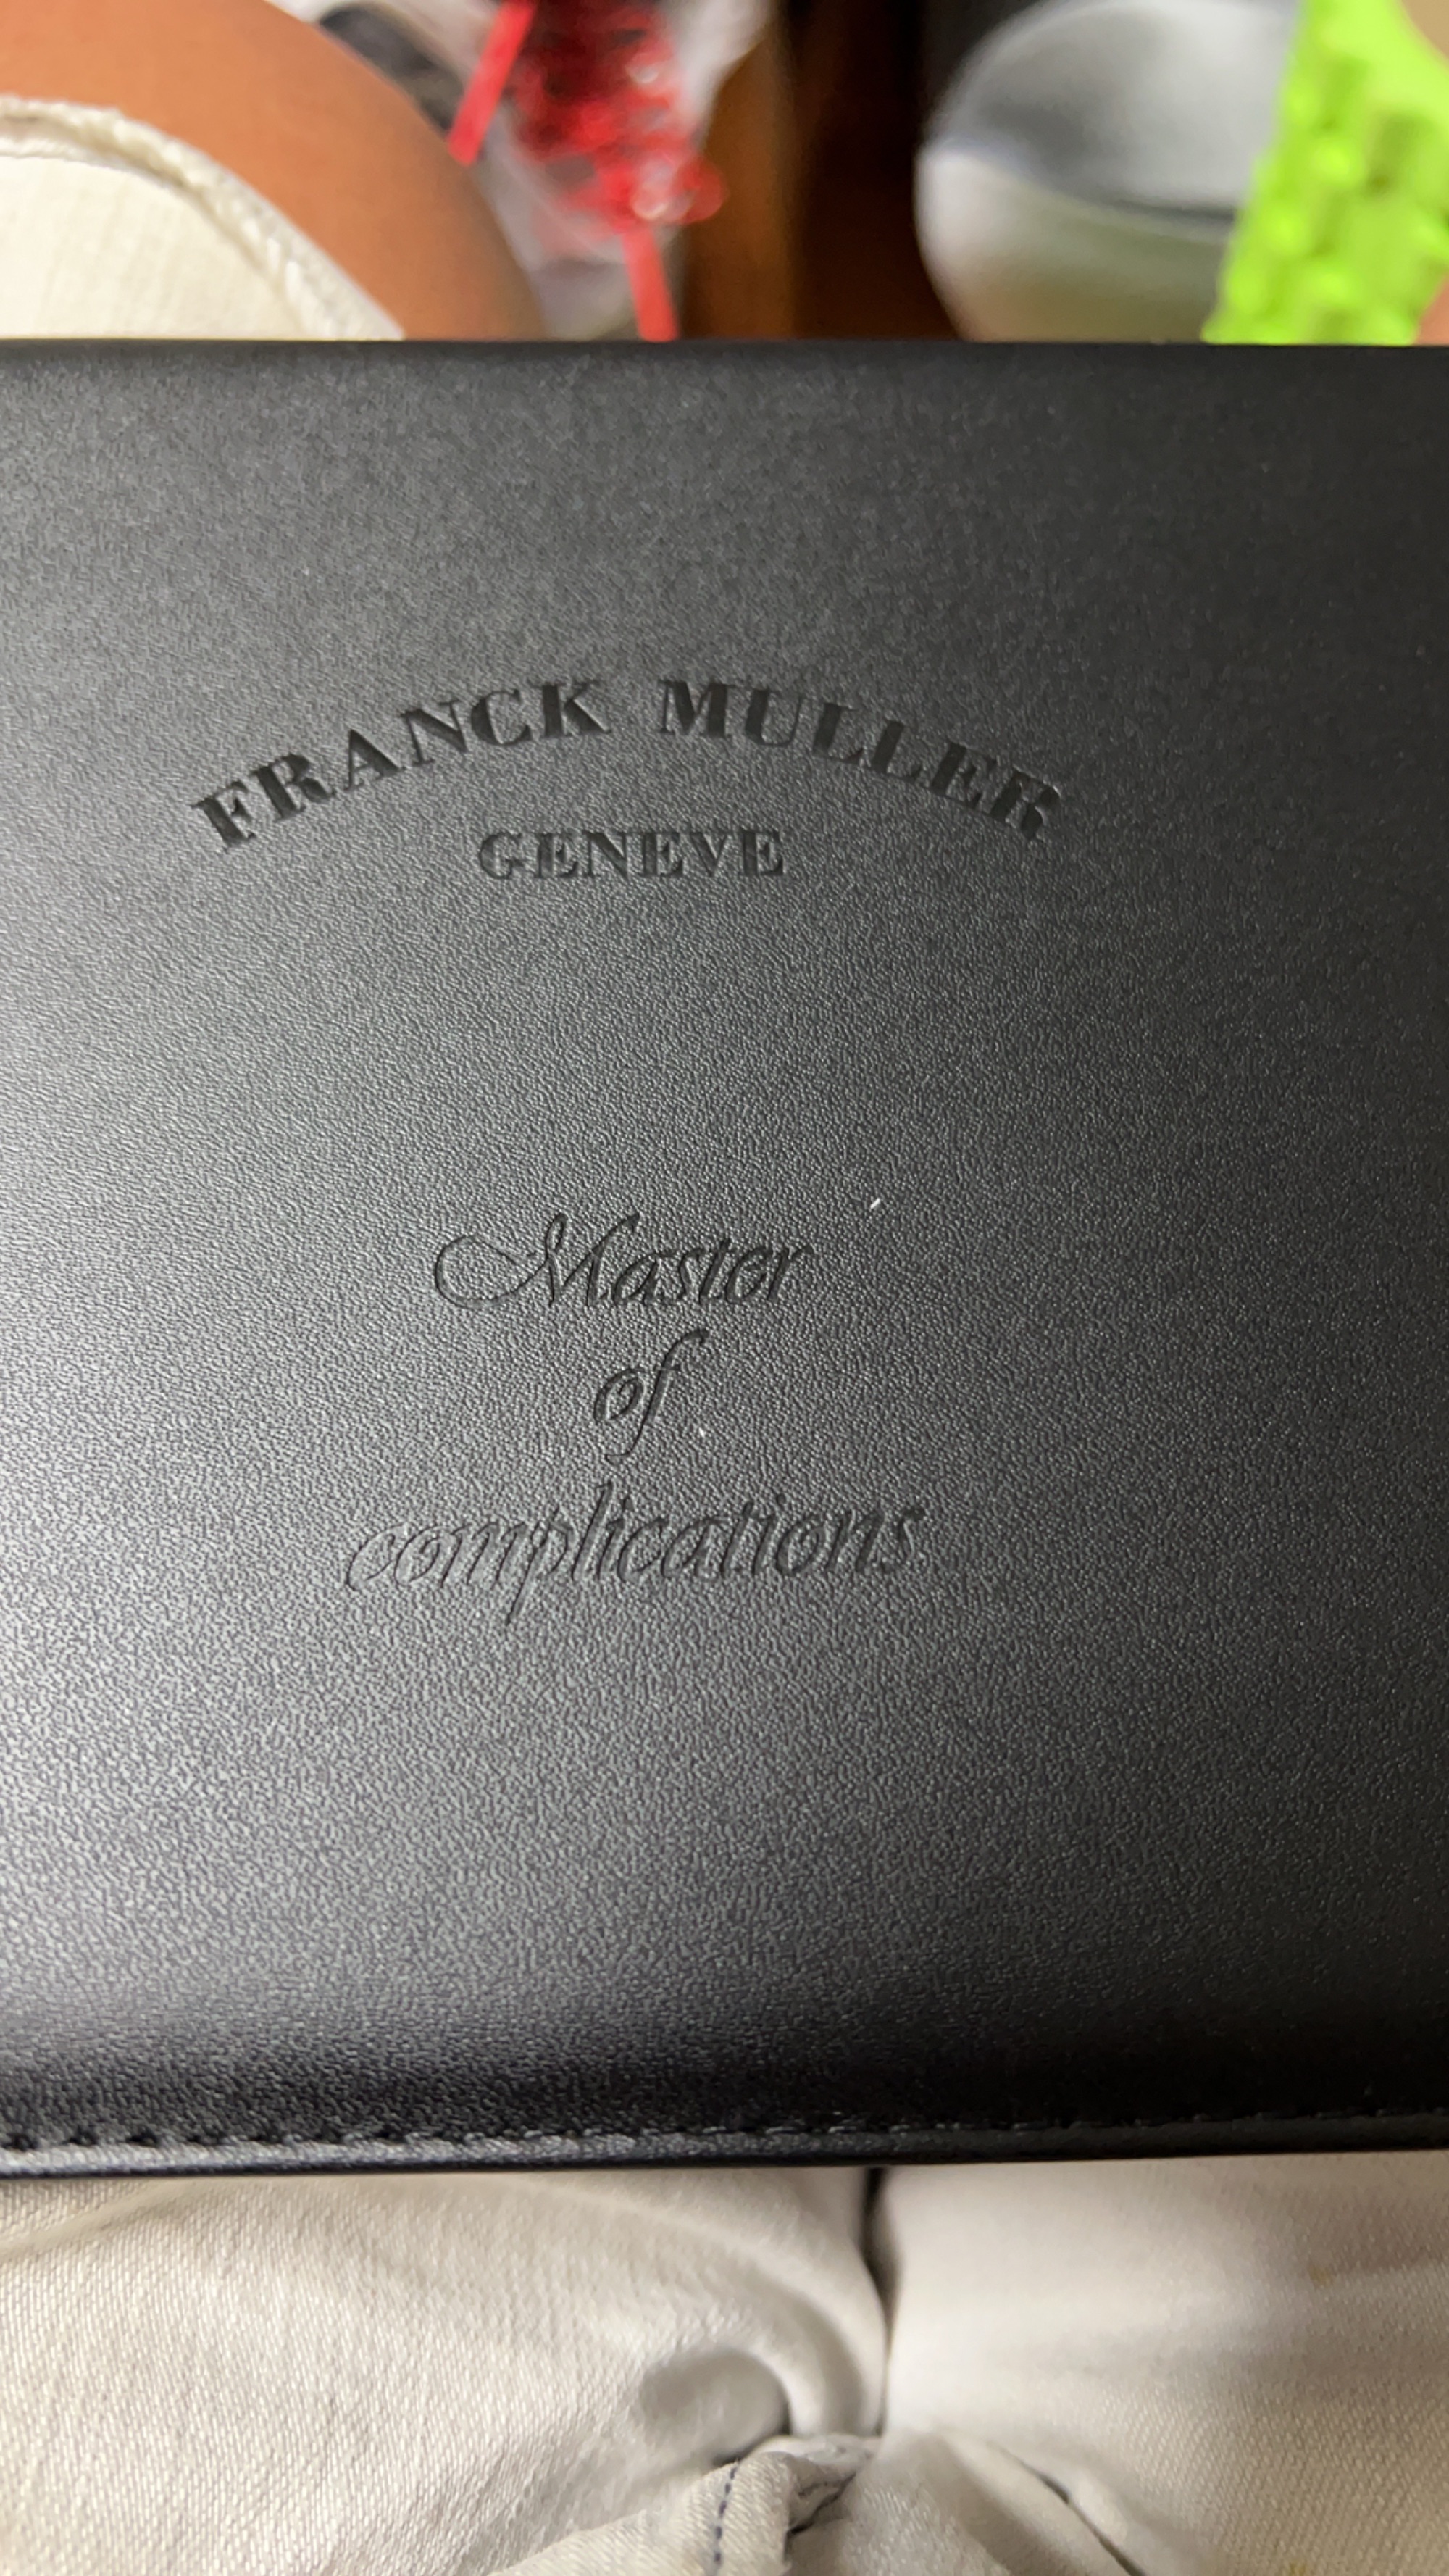 FRANCK MULLER
GENEVE
Master
of
complications